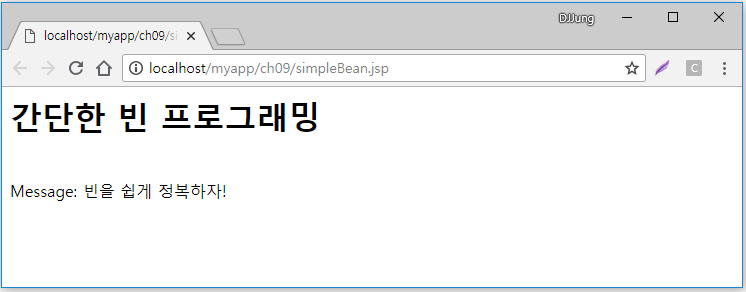 DJJung
localhost/myapp/ch09/si
localhost/myapp/ch09/simpleBean.jsp
C
간단한 빈 프로그래밍
Message: 빈을 쉽게 정복하자!